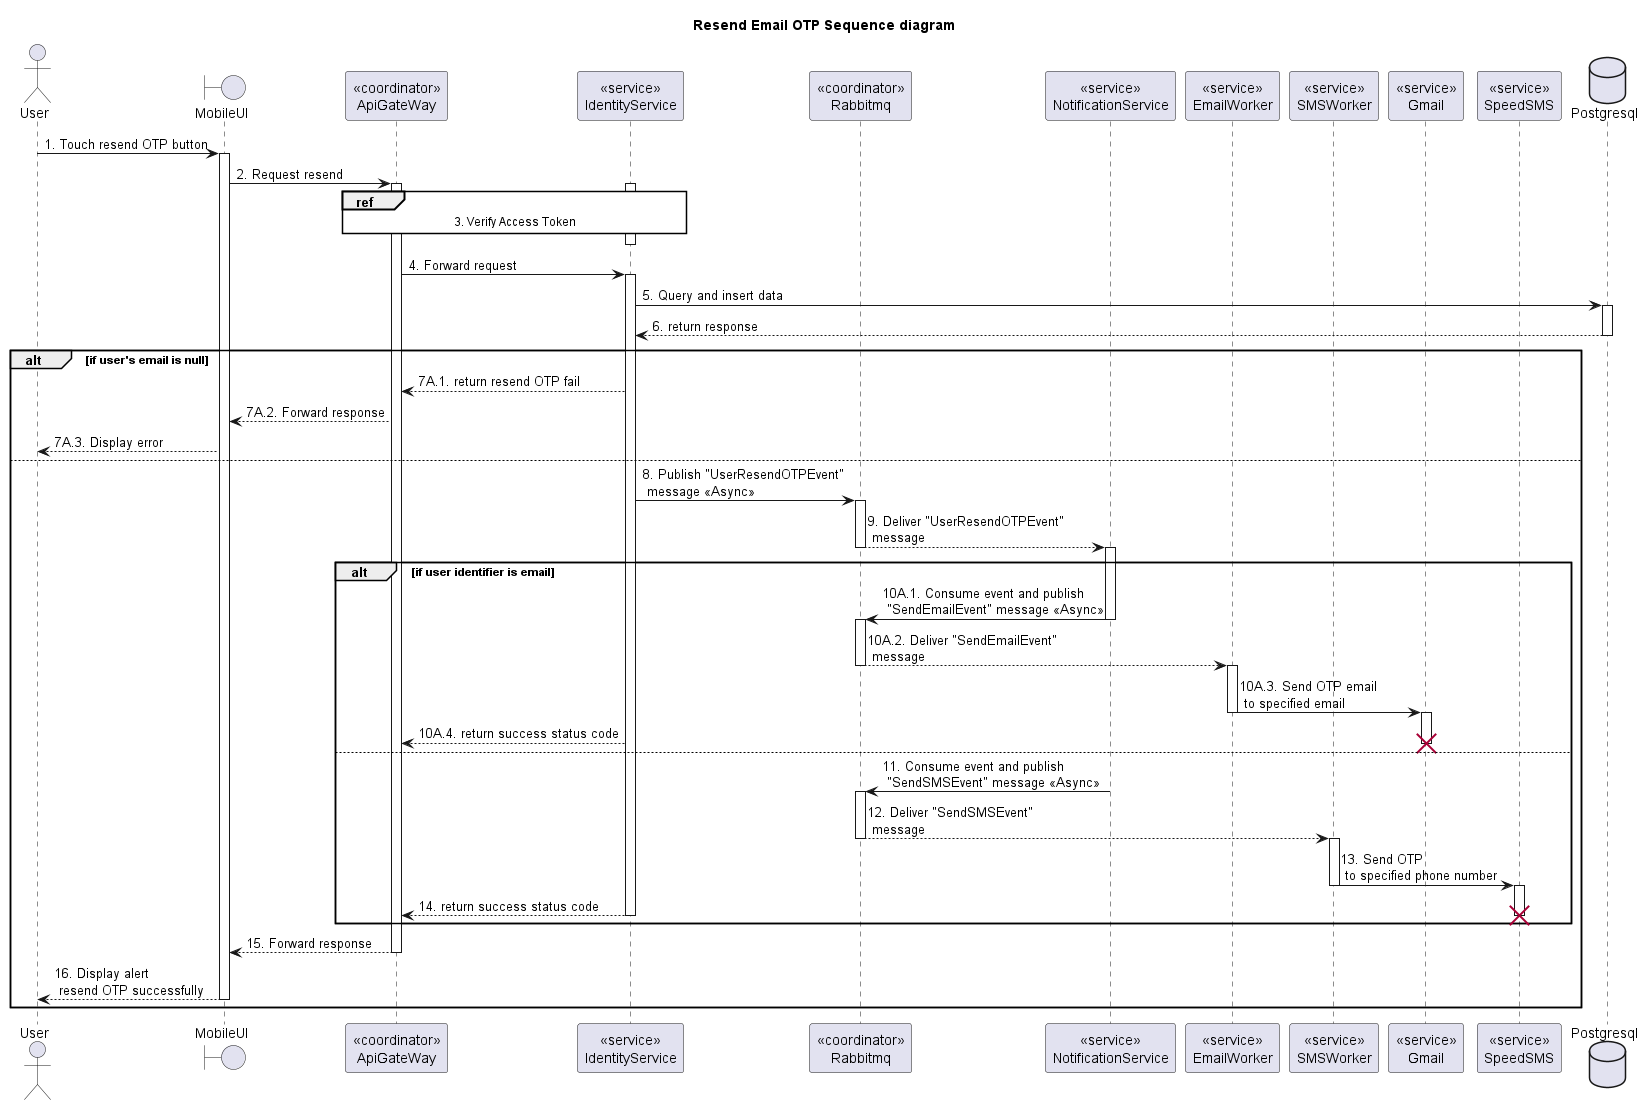 Resend Email OTP Sequence diagram
User
MobileUI
«coordinator»
ApiGateWay
«service»
IdentityService
«coordinator»
Rabbitmq
«service»
NotificationService
«service»
EmailWorker
«service»
SMSWorker
«service»
Gmail
«service»
SpeedSMS
Postgresql
1. Touch resend OTP button
2. Request resend
ref
3. Verify Access Token
4. Forward request
5. Query and insert data
6. return response
alt [if user's email is null]
7A.1. return resend OTP fail
7A.2. Forward response
7A.3. Display error
8. Publish "UserResendOTPEvent"
message «Async»
9. Deliver "UserResendOTPEvent"
message
alt [if user identifier is email]
10A.1. Consume event and publish
"SendEmailEvent" message «Async»
10A.2. Deliver "SendEmailEvent"
message
10A.3. Send OTP email
to specified email
10A.4. return success status code
11. Consume event and publish
"SendSMSEvent" message «Async»
12. Deliver "SendSMSEvent"
message
13. Send OTP
to specified phone number
14. return success status code
15. Forward response
16. Display alert
resend OTP successfully
User
MobileUI
«coordinator»
ApiGateWay
«service»
IdentityService
«coordinator»
Rabbitmq
«service»
NotificationService
«service»
EmailWorker
«service»
SMSWorker
«service»
Gmail
«service»
SpeedSMS
Postgresql